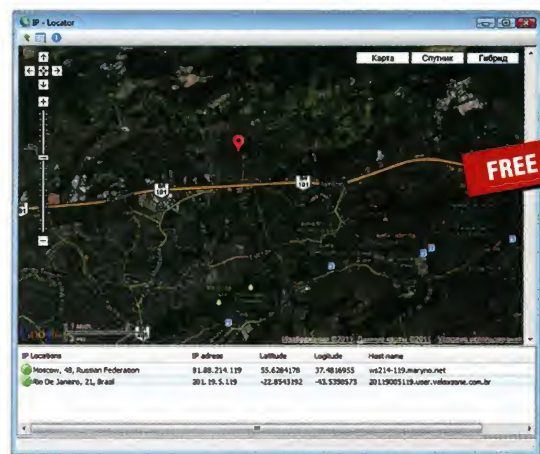 IP - Locator
Карта Спутник Гибрид
101
101
FREE
IP Locations IP adress Latitude Logitude Host name
Moscow, 48, Russian Federation 81.88.214.119 55.6284178 37.4816955 ws214-119.maryno.net
Rio De Janeiro, 21, Brasil 201.19.5.119 -22.8543192 -43.5398573 20119005119.user.veloxzone.com.br